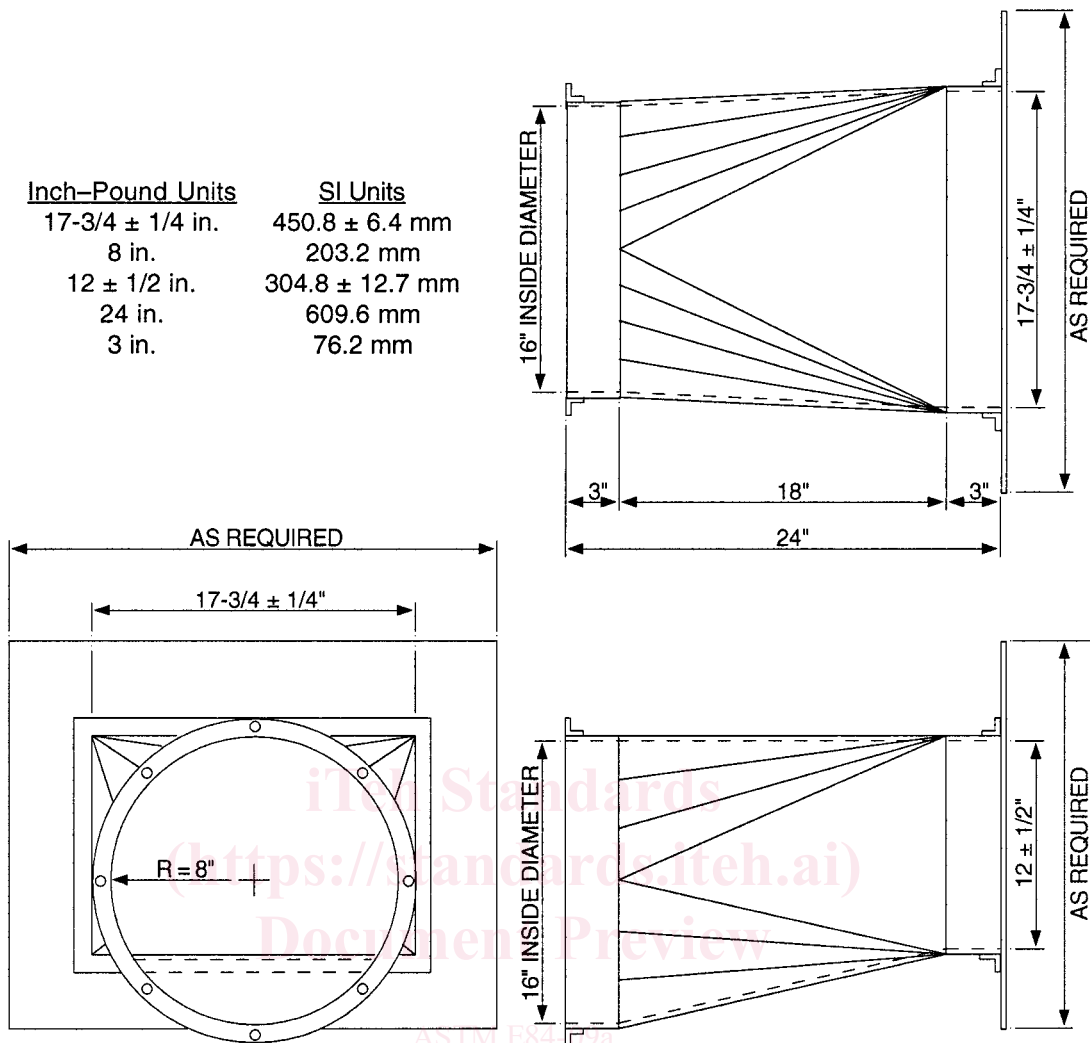 Inch–Pound Units SI Units
17-3/4 ± 1/4 in. 450.8 ± 6.4 mm
8 in. 203.2 mm
12 ± 1/2 in. 304.8 ± 12.7 mm
24 in. 609.6 mm
3 in. 76.2 mm
16" INSIDE DIAMETER
17-3/4 ± 1/4"
AS REQUIRED
3" 18" 3"
24"
AS REQUIRED
17-3/4 ± 1/4"
R = 8"
16" INSIDE DIAMETER
12 ± 1/2"
AS REQUIRED
iTeh Standards
(https://standards.iteh.ai)
Document Preview